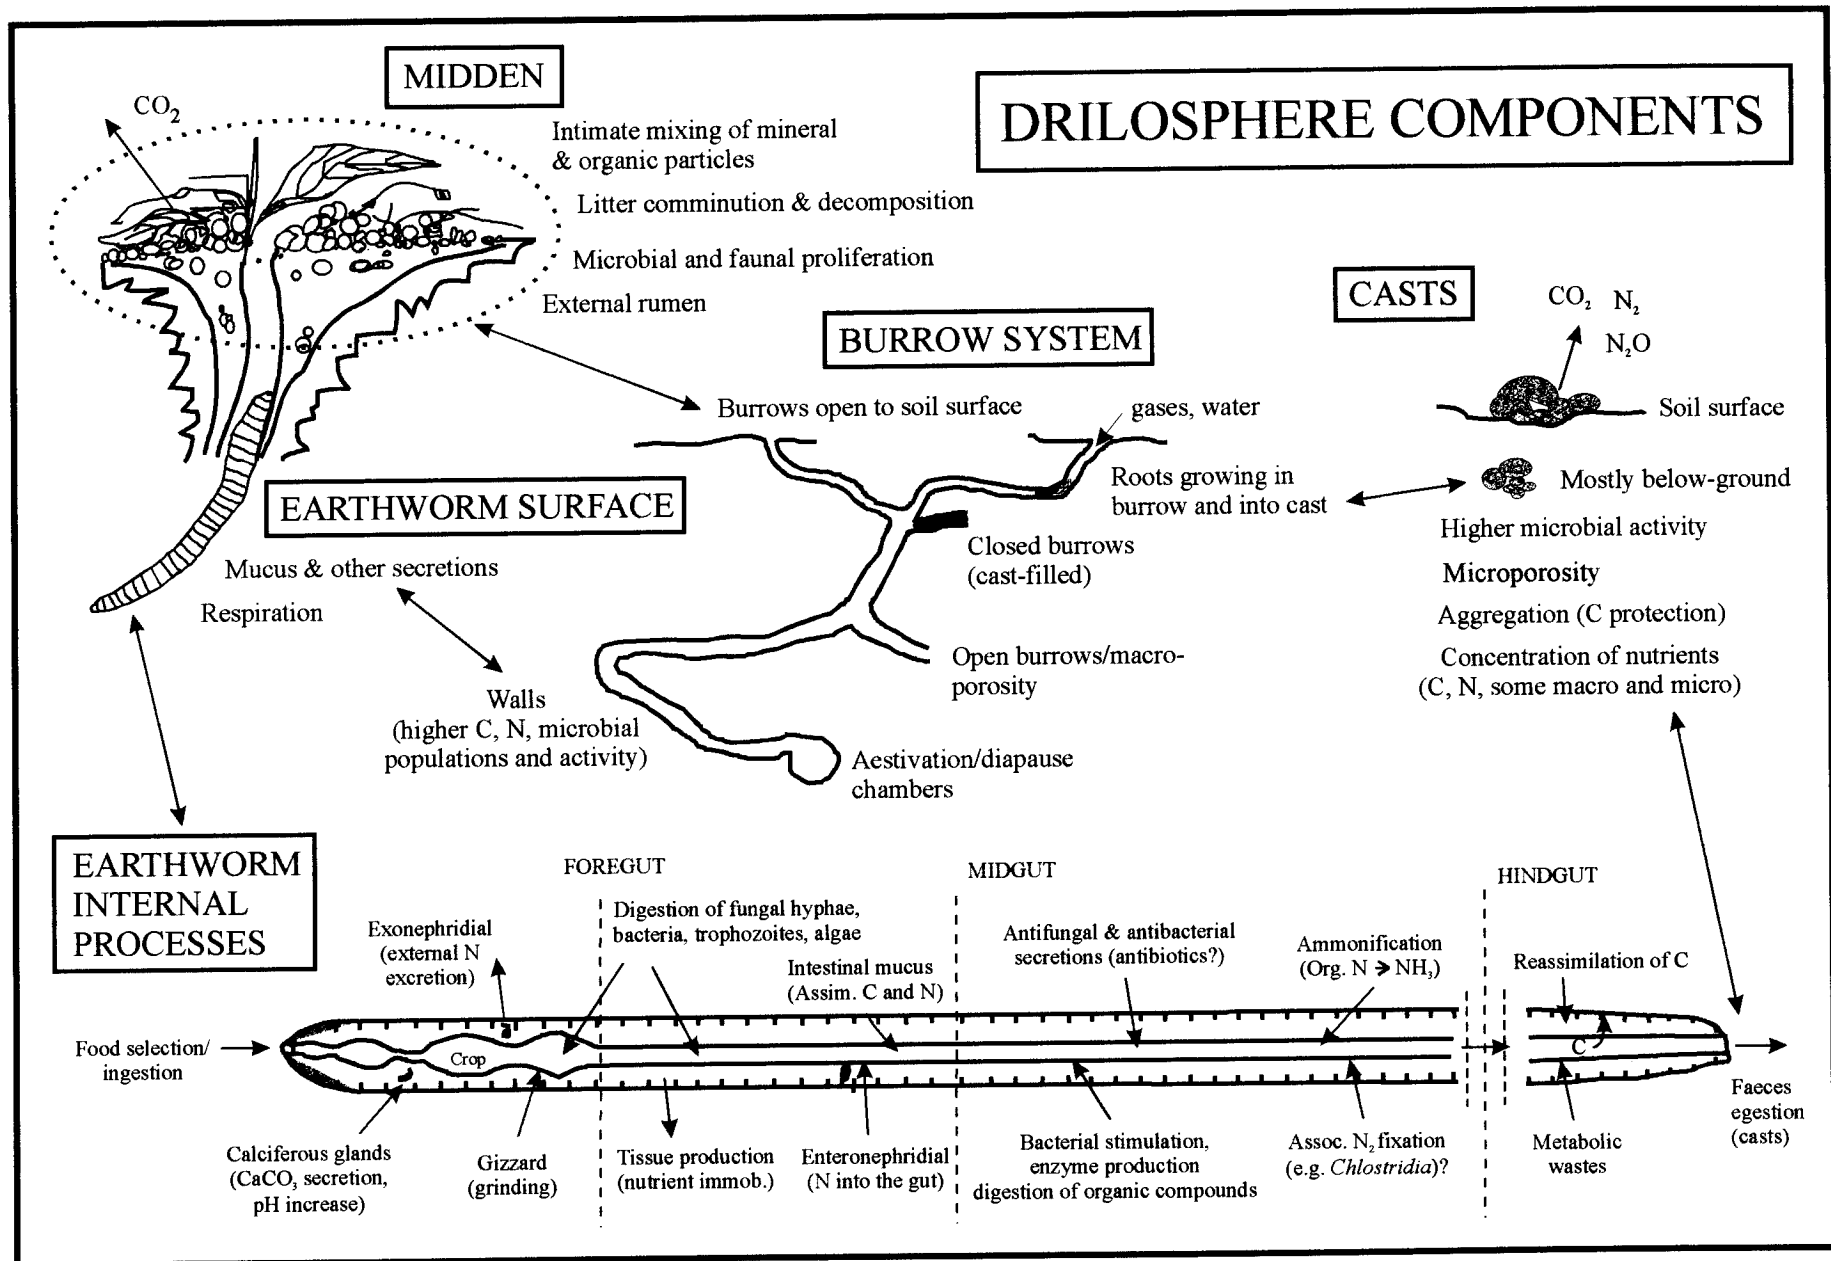 DRILOSPHERE COMPONENTS
MIDDEN
CO₂
Intimate mixing of mineral
& organic particles
Litter comminution & decomposition
Microbial and faunal proliferation
External rumen
BURROW SYSTEM
Burrows open to soil surface
gases, water
Roots growing in
burrow and into cast
Closed burrows
(cast-filled)
Open burrows/macro-
porosity
Aestivation/diapause
chambers
CASTS
CO₂ N₂
N₂O
Soil surface
Mostly below-ground
Higher microbial activity
Microporosity
Aggregation (C protection)
Concentration of nutrients
(C, N, some macro and micro)
EARTHWORM SURFACE
Mucus & other secretions
Respiration
Walls
(higher C, N, microbial
populations and activity)
EARTHWORM
INTERNAL
PROCESSES
FOREGUT
MIDGUT
HINDGUT
Exonephridial
(external N
excretion)
Digestion of fungal hyphae,
bacteria, trophozoites, algae
Intestinal mucus
(Assim. C and N)
Antifungal & antibacterial
secretions (antibiotics?)
Ammonification
(Org. N → NH₃)
Reassimilation of C
Food selection/
ingestion
Crop
C
Faeces
egestion
(casts)
Calciferous glands
(CaCO₃ secretion,
pH increase)
Gizzard
(grinding)
Tissue production
(nutrient immob.)
Enteronephridial
(N into the gut)
Bacterial stimulation,
enzyme production
digestion of organic compounds
Assoc. N₂ fixation
(e.g. Chlostridia)?
Metabolic
wastes